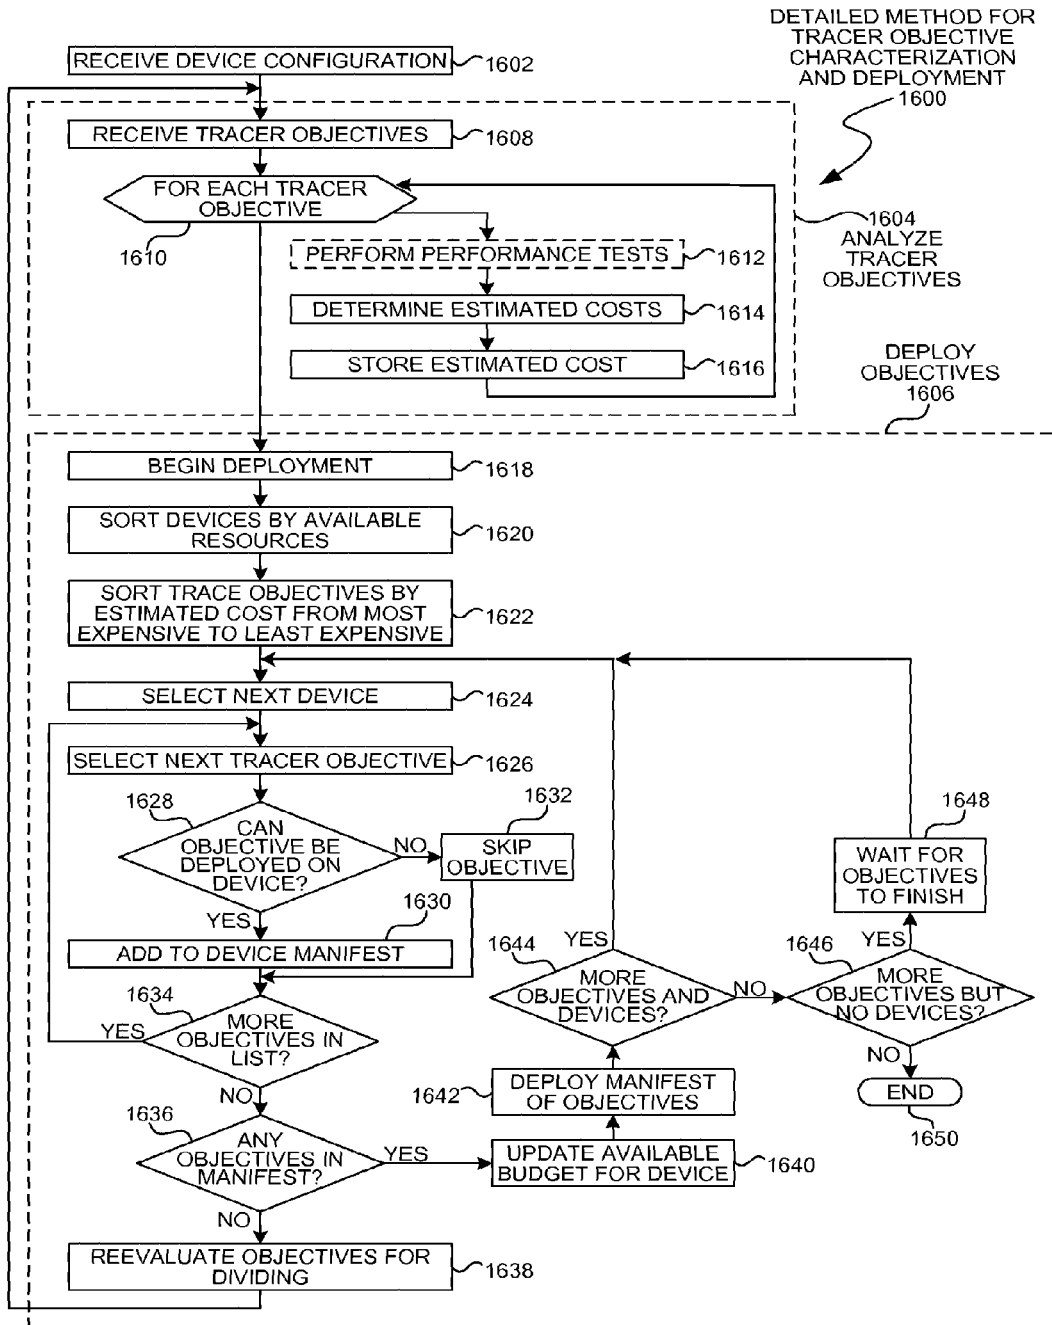 DETAILED METHOD FOR
TRACER OBJECTIVE
CHARACTERIZATION
AND DEPLOYMENT
1600
RECEIVE DEVICE CONFIGURATION
1602
RECEIVE TRACER OBJECTIVES
1608
FOR EACH TRACER
OBJECTIVE
1610
1604
ANALYZE
TRACER
OBJECTIVES
PERFORM PERFORMANCE TESTS
1612
DETERMINE ESTIMATED COSTS
1614
STORE ESTIMATED COST
1616
DEPLOY
OBJECTIVES
1606
BEGIN DEPLOYMENT
1618
SORT DEVICES BY AVAILABLE
RESOURCES
1620
SORT TRACE OBJECTIVES BY
ESTIMATED COST FROM MOST
EXPENSIVE TO LEAST EXPENSIVE
1622
SELECT NEXT DEVICE
1624
SELECT NEXT TRACER OBJECTIVE
1626
1628
CAN
OBJECTIVE BE
DEPLOYED ON
DEVICE?
NO
1632
SKIP
OBJECTIVE
YES
1630
ADD TO DEVICE MANIFEST
1634
MORE
OBJECTIVES IN
LIST?
YES
NO
1636
ANY
OBJECTIVES IN
MANIFEST?
YES
NO
REEVALUATE OBJECTIVES FOR
DIVIDING
1638
UPDATE AVAILABLE
BUDGET FOR DEVICE
1640
1642
DEPLOY MANIFEST
OF OBJECTIVES
1644
YES
MORE
OBJECTIVES AND
DEVICES?
NO
1646
YES
MORE
OBJECTIVES BUT
NO DEVICES?
NO
1648
WAIT FOR
OBJECTIVES
TO FINISH
END
1650